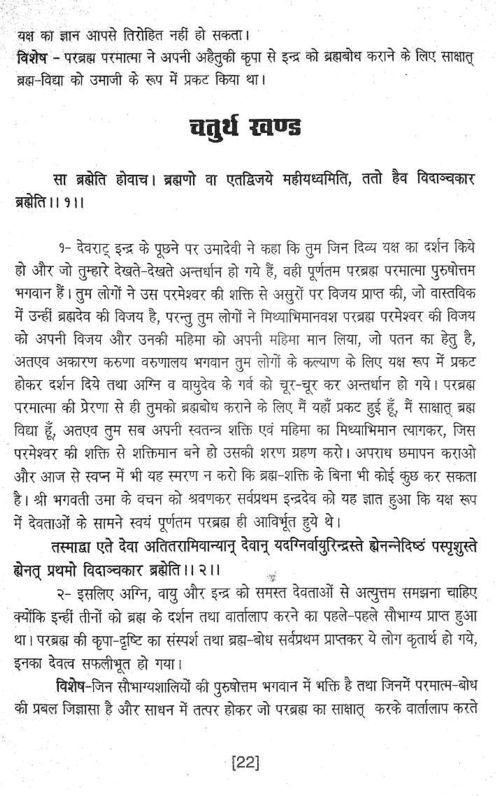 यक्ष का ज्ञान आपसे तिरोहित नहीं हो सकता।
विशेष – परब्रह्म परमात्मा ने अपनी अहैतुकी कृपा से इन्द्र को ब्रह्मबोध कराने के लिए साक्षात्
ब्रह्म-विद्या को उमाजी के रूप में प्रकट किया था।
चतुर्थ खण्ड
सा ब्रह्मेति होवाच। ब्रह्मणो वा एतद्विजये महीयध्वमिति, ततो हैव विदाञ्चकार
ब्रह्मेति।। १।।
१- देवराट् इन्द्र के पूछने पर उमादेवी ने कहा कि तुम जिन दिव्य यक्ष का दर्शन किये
हो और जो तुम्हारे देखते-देखते अन्तर्धान हो गये हैं, वही पूर्णतम परब्रह्म परमात्मा पुरुषोत्तम
भगवान हैं। तुम लोगों ने उस परमेश्वर की शक्ति से असुरों पर विजय प्राप्त की, जो वास्तविक
में उन्हीं ब्रह्मदेव की विजय है, परन्तु तुम लोगों ने मिथ्याभिमानवश परब्रह्म परमेश्वर की विजय
को अपनी विजय और उनकी महिमा को अपनी महिमा मान लिया, जो पतन का हेतु है,
अतएव अकारण करुणा वरुणालय भगवान तुम लोगों के कल्याण के लिए यक्ष रूप में प्रकट
होकर दर्शन दिये तथा अग्नि व वायुदेव के गर्व को चूर-चूर कर अन्तर्धान हो गये। परब्रह्म
परमात्मा की प्रेरणा से ही तुमको ब्रह्मबोध कराने के लिए मैं यहाँ प्रकट हुई हूँ, मैं साक्षात् ब्रह्म
विद्या हूँ, अतएव तुम सब अपनी स्वतन्त्र शक्ति एवं महिमा का मिथ्याभिमान त्यागकर, जिस
परमेश्वर की शक्ति से शक्तिमान बने हो उसकी शरण ग्रहण करो। अपराध छमापन कराओ
और आज से स्वप्न में भी यह स्मरण न करो कि ब्रह्म-शक्ति के बिना भी कोई कुछ कर सकता
है। श्री भगवती उमा के वचन को श्रवणकर सर्वप्रथम इन्द्रदेव को यह ज्ञात हुआ कि यक्ष रूप
में देवताओं के सामने स्वयं पूर्णतम परब्रह्म ही आविर्भूत हुये थे।
तस्माद्वा एते देवा अतितरामिवान्यान् देवान् यदग्निर्वायुरिन्द्रस्ते ह्येनन्नेदिष्ठं पस्पृशुस्ते
ह्येनत् प्रथमो विदाञ्चकार ब्रह्मेति।। २।।
२- इसलिए अग्नि, वायु और इन्द्र को समस्त देवताओं से अत्युत्तम समझना चाहिए
क्योंकि इन्हीं तीनों को ब्रह्म के दर्शन तथा वार्तालाप करने का पहले-पहले सौभाग्य प्राप्त हुआ
था। परब्रह्म की कृपा-दृष्टि का संस्पर्श तथा ब्रह्म-बोध सर्वप्रथम प्राप्तकर ये लोग कृतार्थ हो गये,
इनका देवत्व सफलीभूत हो गया।
विशेष-जिन सौभाग्यशालियों की पुरुषोत्तम भगवान में भक्ति है तथा जिनमें परमात्म-बोध
की प्रबल जिज्ञासा है और साधन में तत्पर होकर जो परब्रह्म का साक्षात् करके वार्तालाप करते
[22]